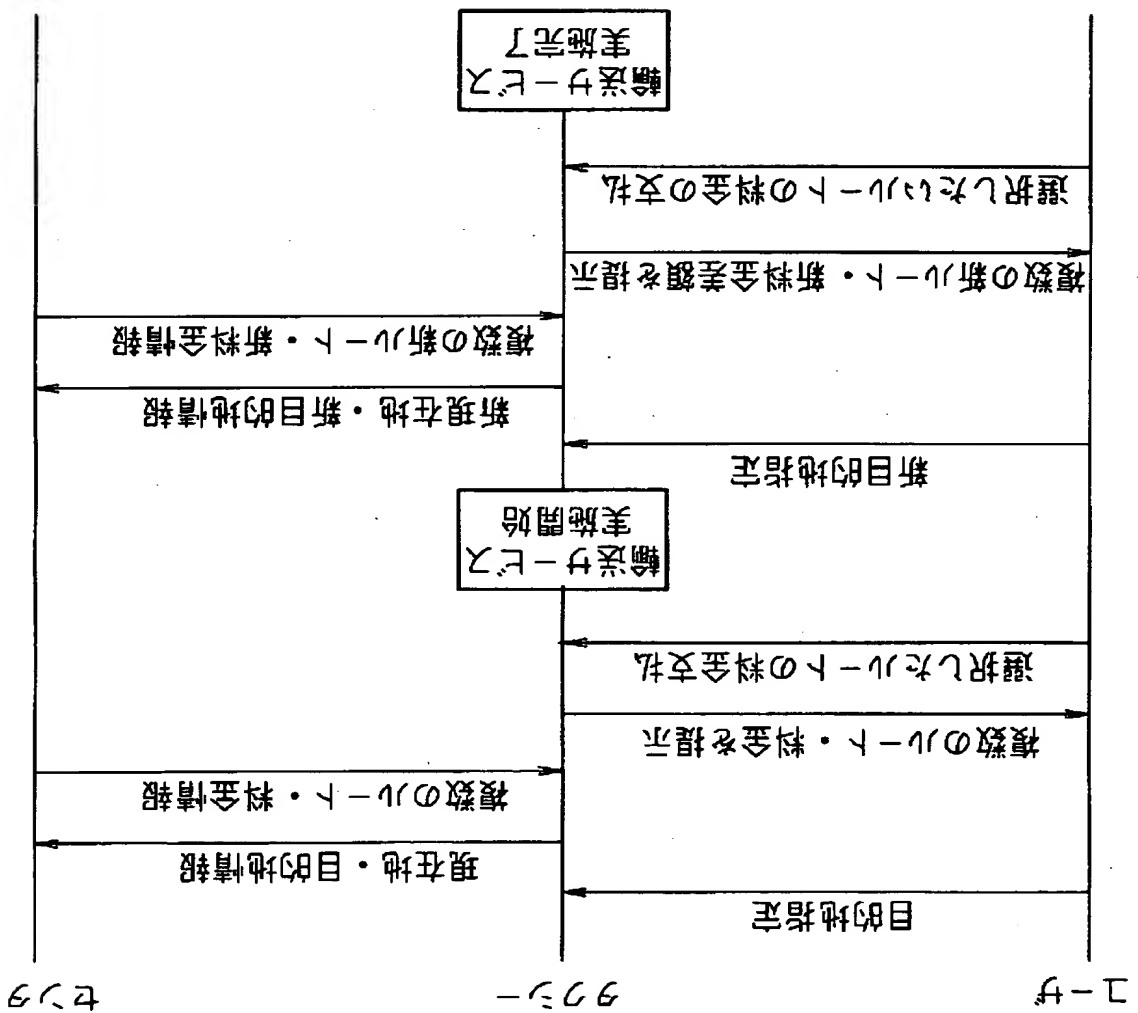 ユーザ
タクシー
センタ
目的地指定
現在地・目的地情報
複数のルート・料金情報
複数のルート・料金を提示
選択したルートの料金支払
輸送サービス
実施開始
新目的地指定
新現在地・新目的地情報
複数の新ルート・新料金情報
複数の新ルート・新料金差額を提示
選択したいルートの料金の支払
輸送サービス
実施完了